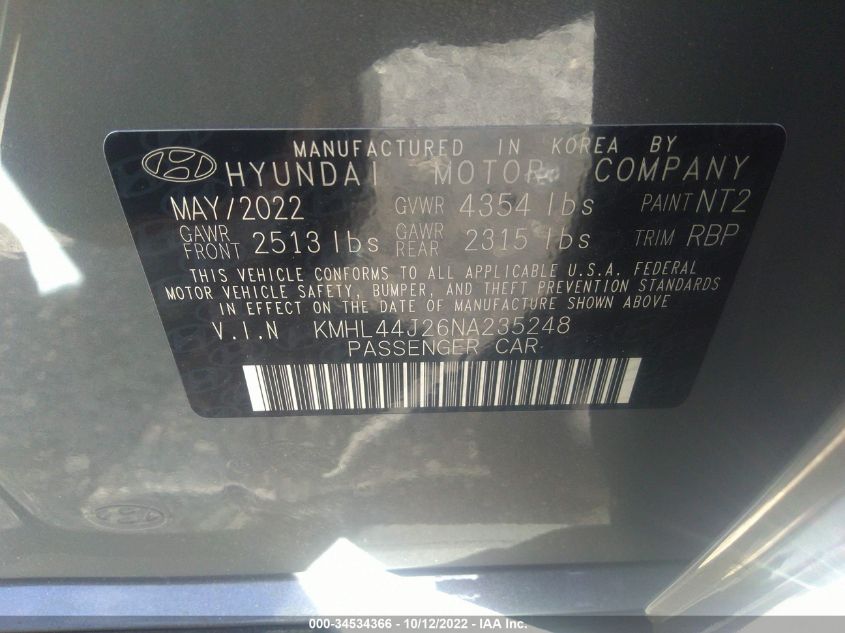 MANUFACTURED IN KOREA BY
HYUNDAI MOTOR COMPANY
MAY/2022 GVWR 4354 lbs PAINT NT2
GAWR FRONT 2513 lbs GAWR REAR 2315 lbs TRIM RBP
THIS VEHICLE CONFORMS TO ALL APPLICABLE U.S.A. FEDERAL
MOTOR VEHICLE SAFETY, BUMPER, AND THEFT PREVENTION STANDARDS
IN EFFECT ON THE DATE OF MANUFACTURE SHOWN ABOVE
V.I.N KMHL44J26NA235248
PASSENGER CAR
000-34534366 - 10/12/2022 - IAA Inc.